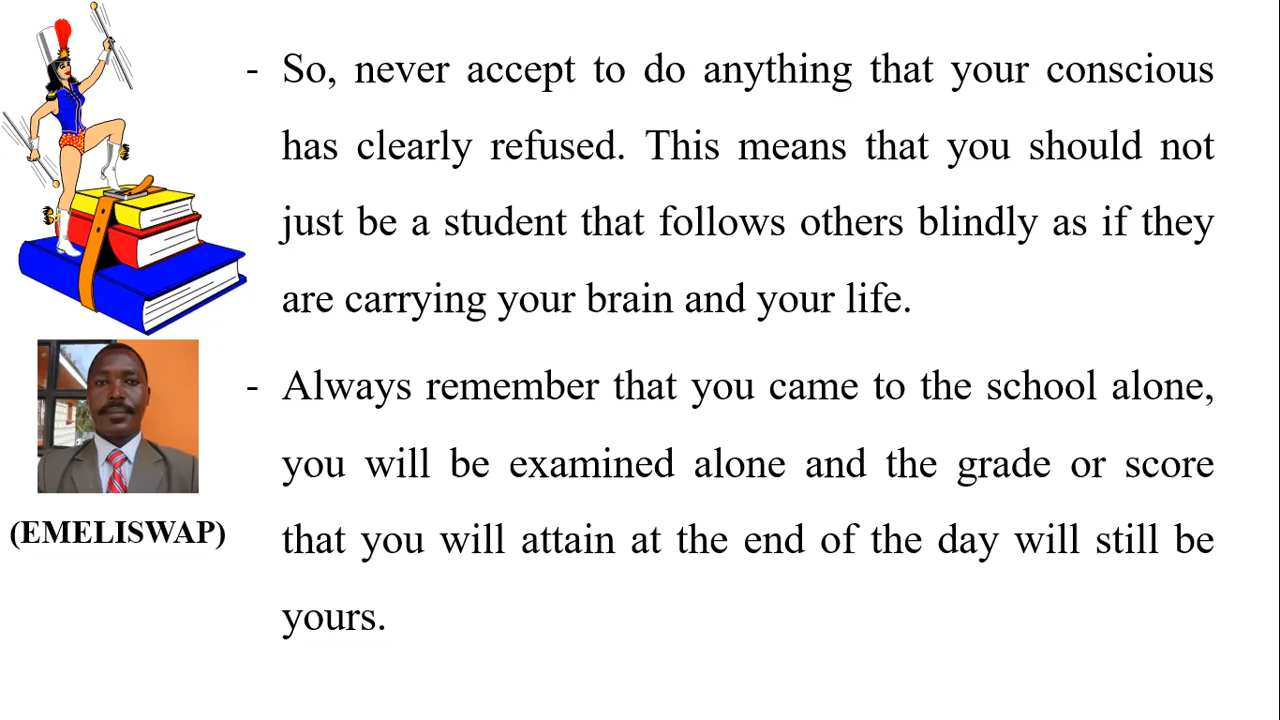 - So, never accept to do anything that your conscious
has clearly refused. This means that you should not
just be a student that follows others blindly as if they
are carrying your brain and your life.
- Always remember that you came to the school alone,
you will be examined alone and the grade or score
that you will attain at the end of the day will still be
yours.
(EMELISWAP)